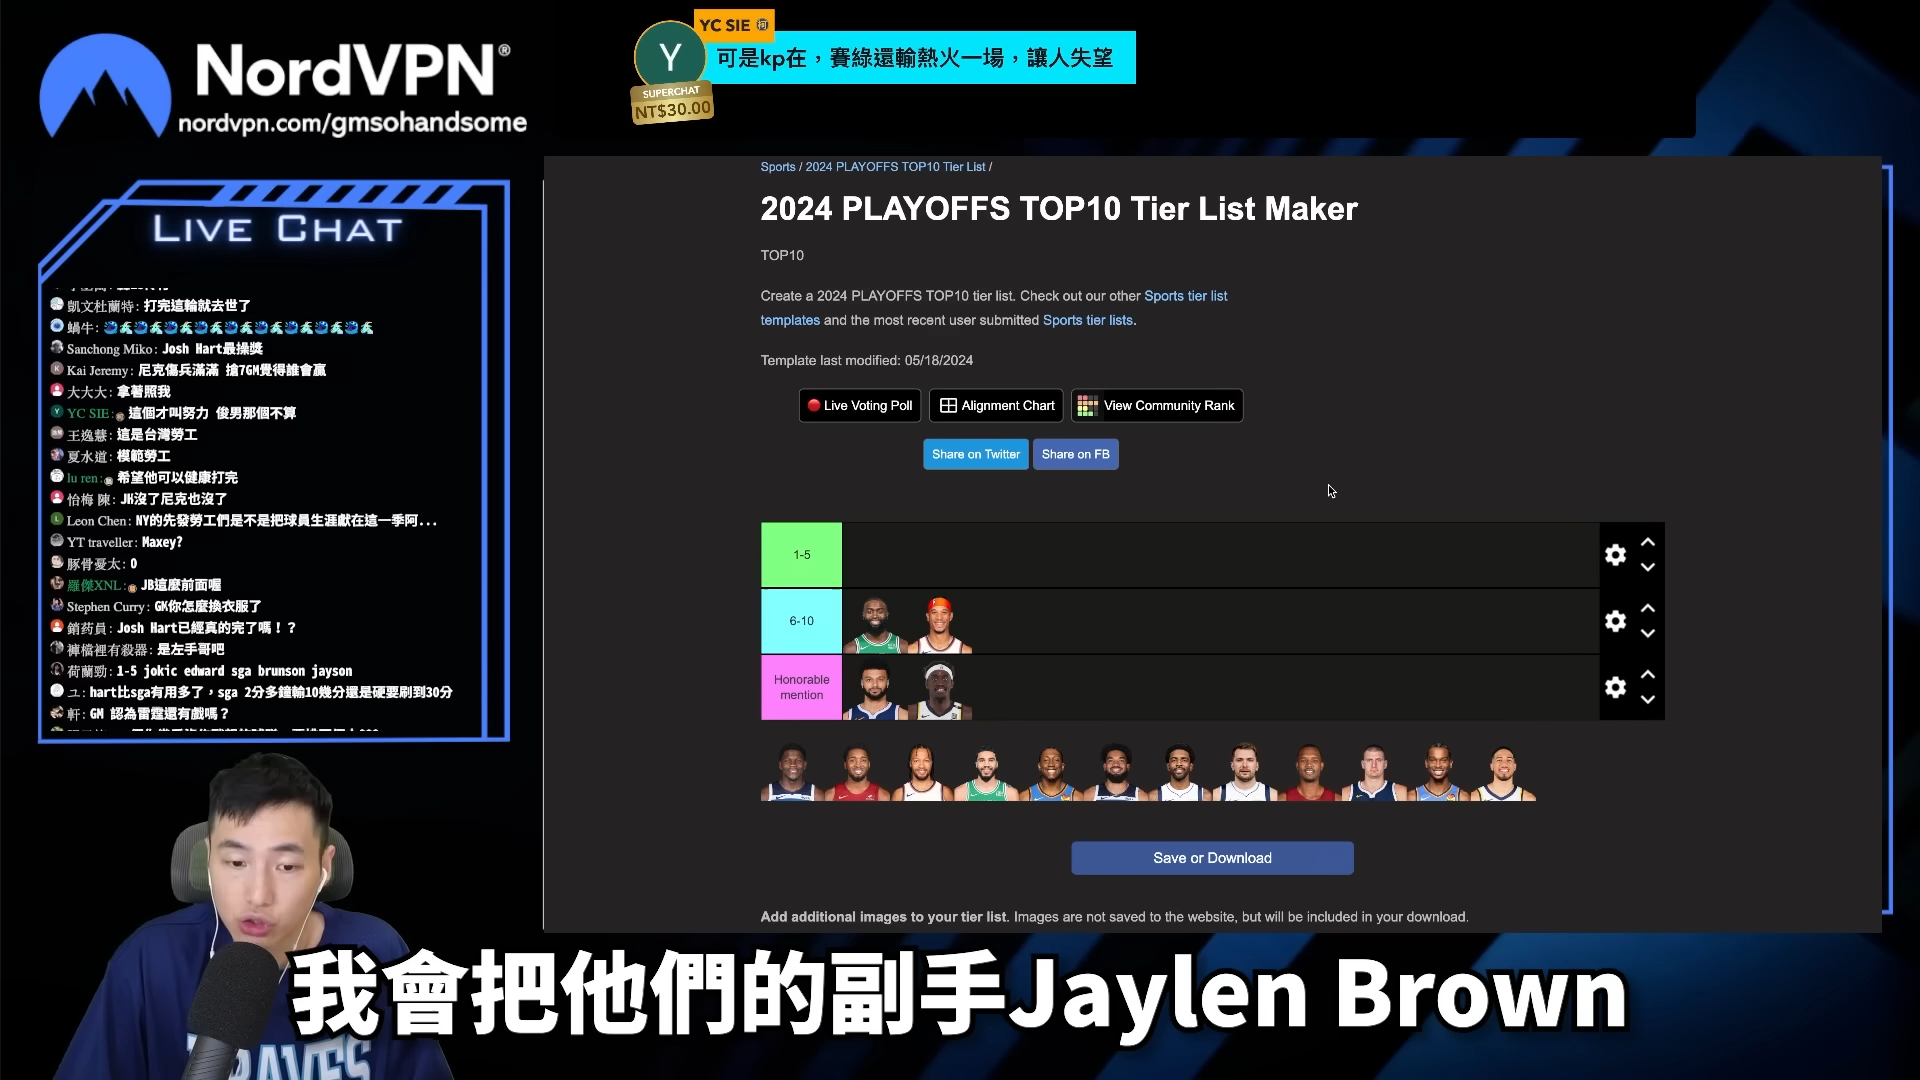 NordVPN®
nordvpn.com/gmsohandsome
YC SIE
Y
可是kp在，賽綠還輸熱火一場，讓人失望
SUPERCHAT
NT$30.00
LIVE CHAT
凱文杜蘭特: 打完這輪就去世了
蝸牛:
Sanchong Miko: Josh Hart最操獎
Kai Jeremy: 尼克傷兵滿滿 搶7GM覺得誰會贏
大大大: 拿著照我
YC SIE: 這個才叫努力 俊男那個不算
王逸慧: 這是台灣勞工
夏水道: 模範勞工
lu ren: 希望他可以健康打完
怡梅 陳: JH沒了尼克也沒了
Leon Chen: NY的先發勞工們是不是把球員生涯獻在這一季阿...
YT traveller: Maxey?
豚骨憂太: O
羅傑XNL: JB這麼前面喔
Stephen Curry: GK你怎麼換衣服了
銷药員: Josh Hart已經真的完了嗎！？
褲檔裡有殺器: 是左手哥吧
荷蘭勁: 1-5 jokic edward sga brunson jayson
ユ: hart比sga有用多了，sga 2分多鐘輸10幾分還是硬要刷到30分
軒: GM 認為雷霆還有戲嗎？
Sports / 2024 PLAYOFFS TOP10 Tier List /
2024 PLAYOFFS TOP10 Tier List Maker
TOP10
Create a 2024 PLAYOFFS TOP10 tier list. Check out our other Sports tier list
templates and the most recent user submitted Sports tier lists.
Template last modified: 05/18/2024
Live Voting Poll
Alignment Chart
View Community Rank
Share on Twitter
Share on FB
1-5
6-10
Honorable
mention
Save or Download
Add additional images to your tier list. Images are not saved to the website, but will be included in your download.
我會把他們的副手Jaylen Brown